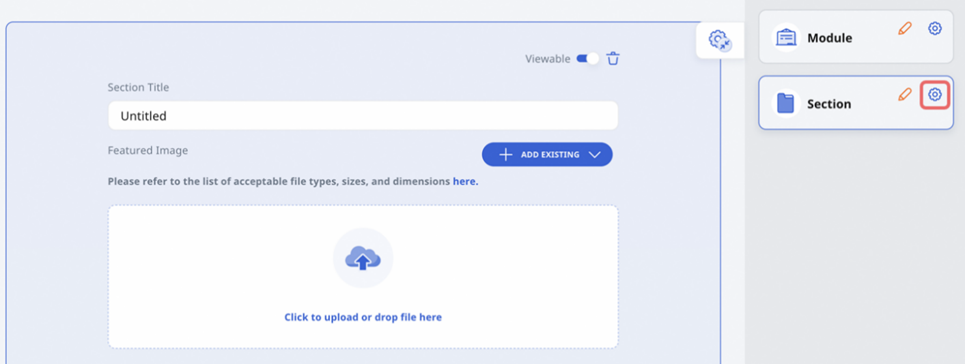 Viewable
Section Title
Untitled
Featured Image
ADD EXISTING
Please refer to the list of acceptable file types, sizes, and dimensions here.
Click to upload or drop file here
Module
Section